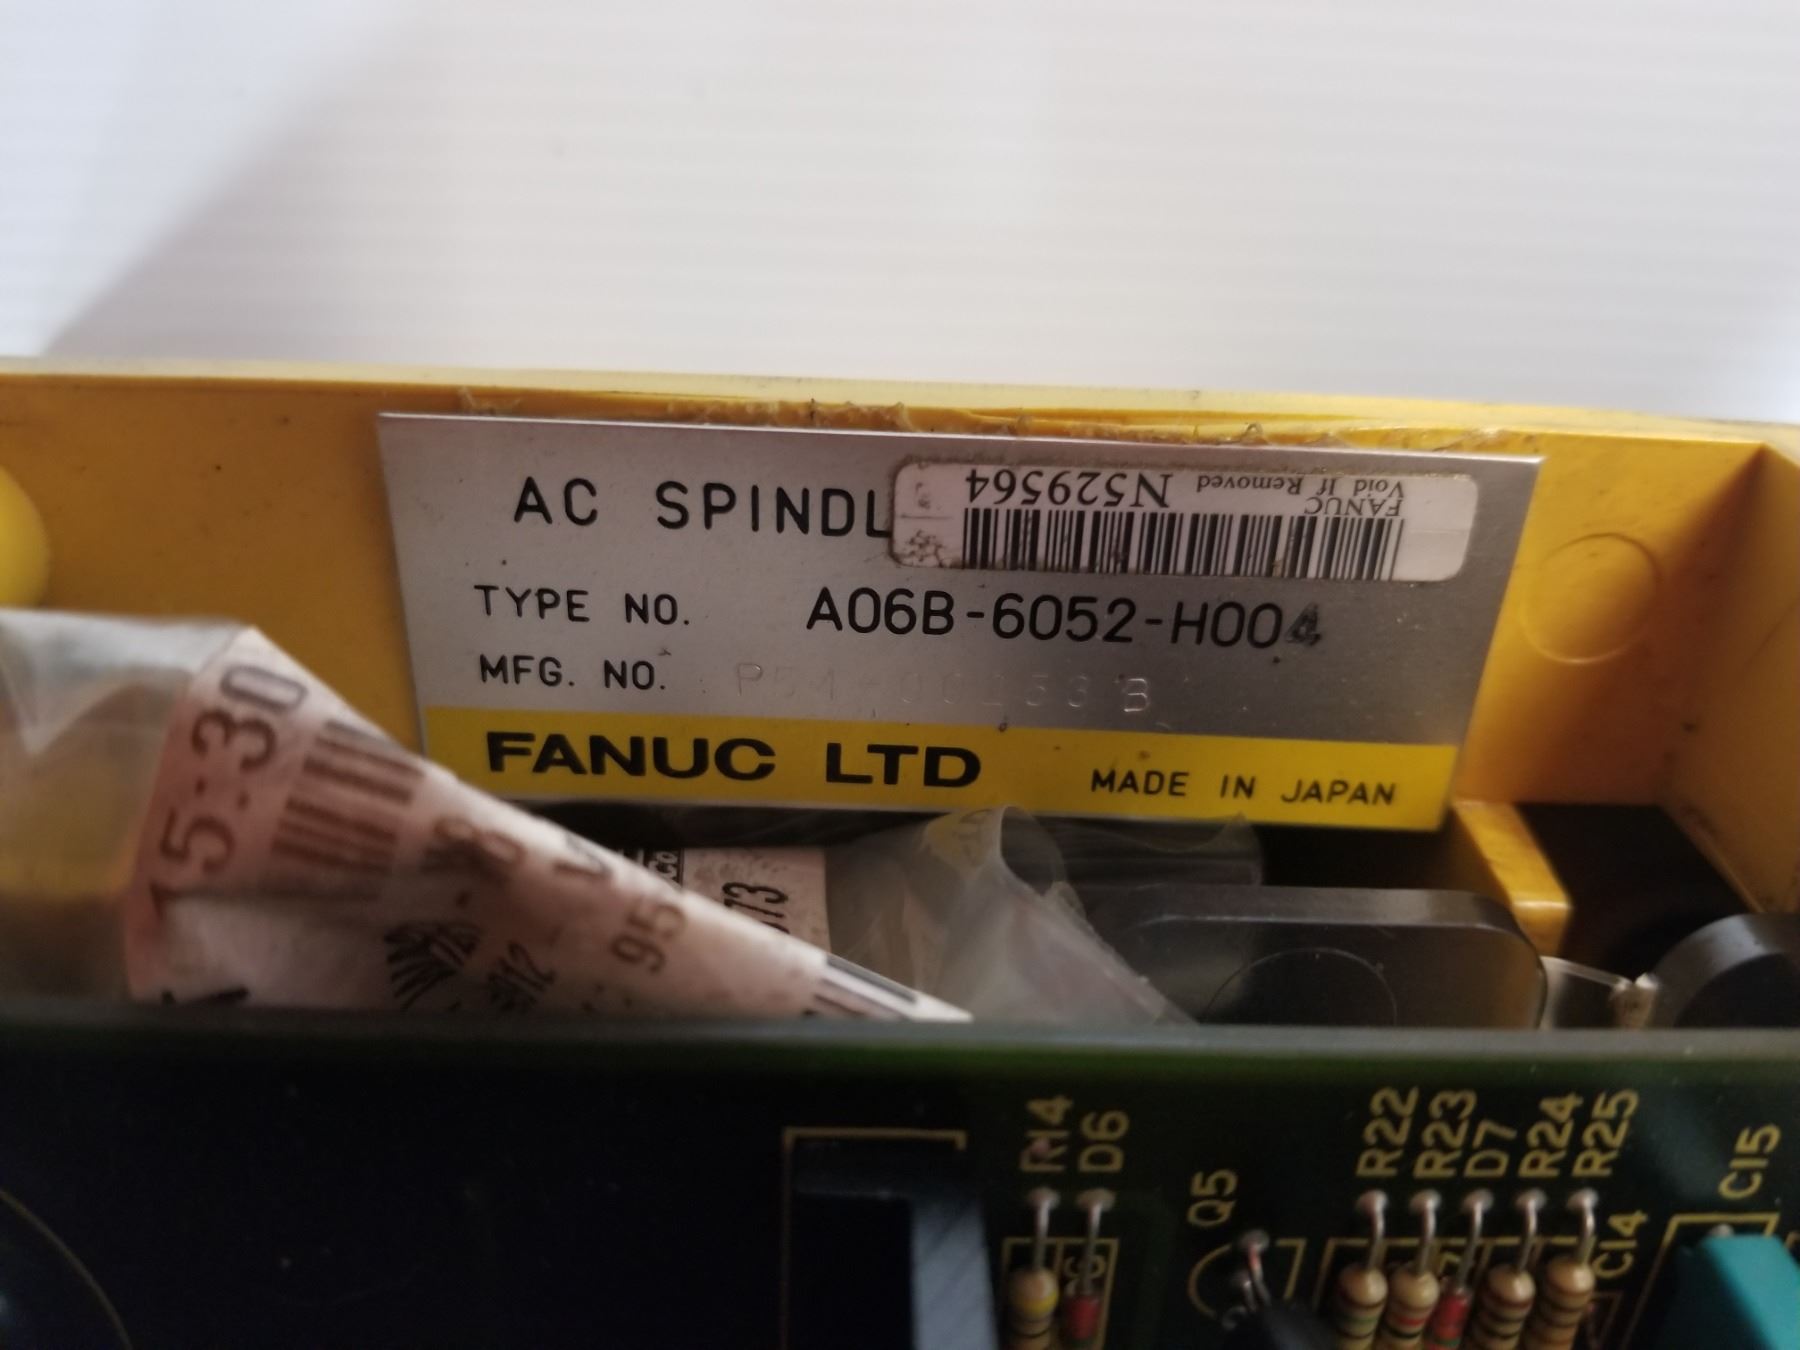 AC SPINDL
N529564
FANUC
Void If Removed
TYPE NO. A06B-6052-H004
MFG. NO.
FANUC LTD MADE IN JAPAN
15:30
95
R14
D6
Q5
R22
R23
D7
R24
R25
C14
C15